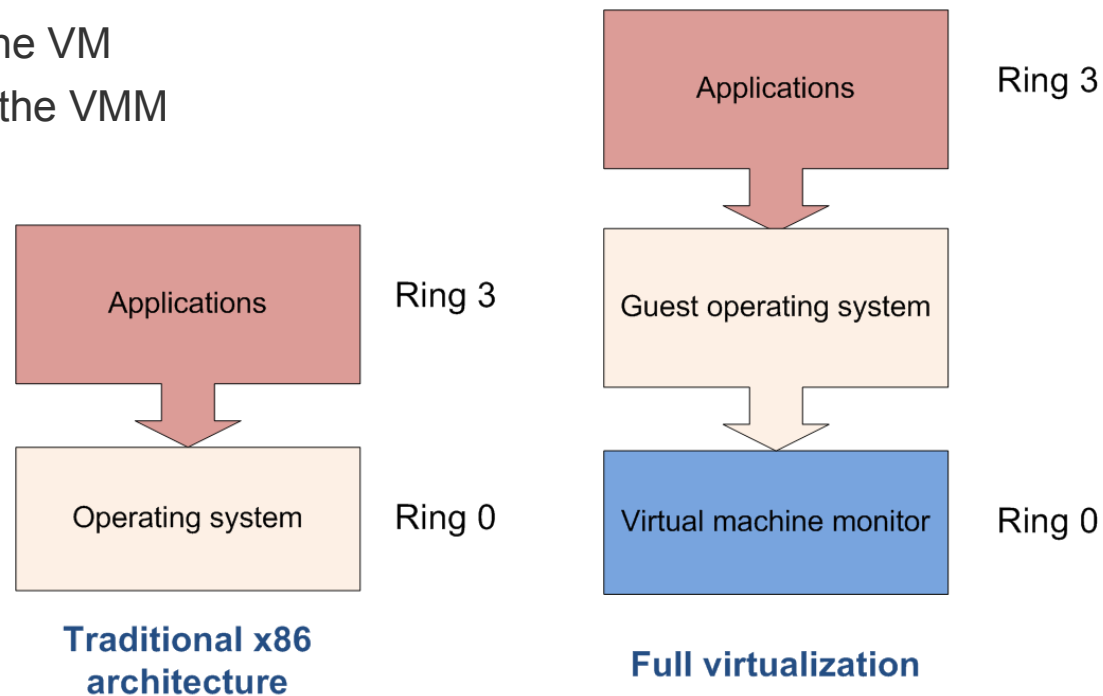 the VMM
Applications
Ring 3
Operating system
Ring 0
Traditional x86
architecture
VM
Applications
Ring 3
Guest operating system
Virtual machine monitor
Ring 0
Full virtualization